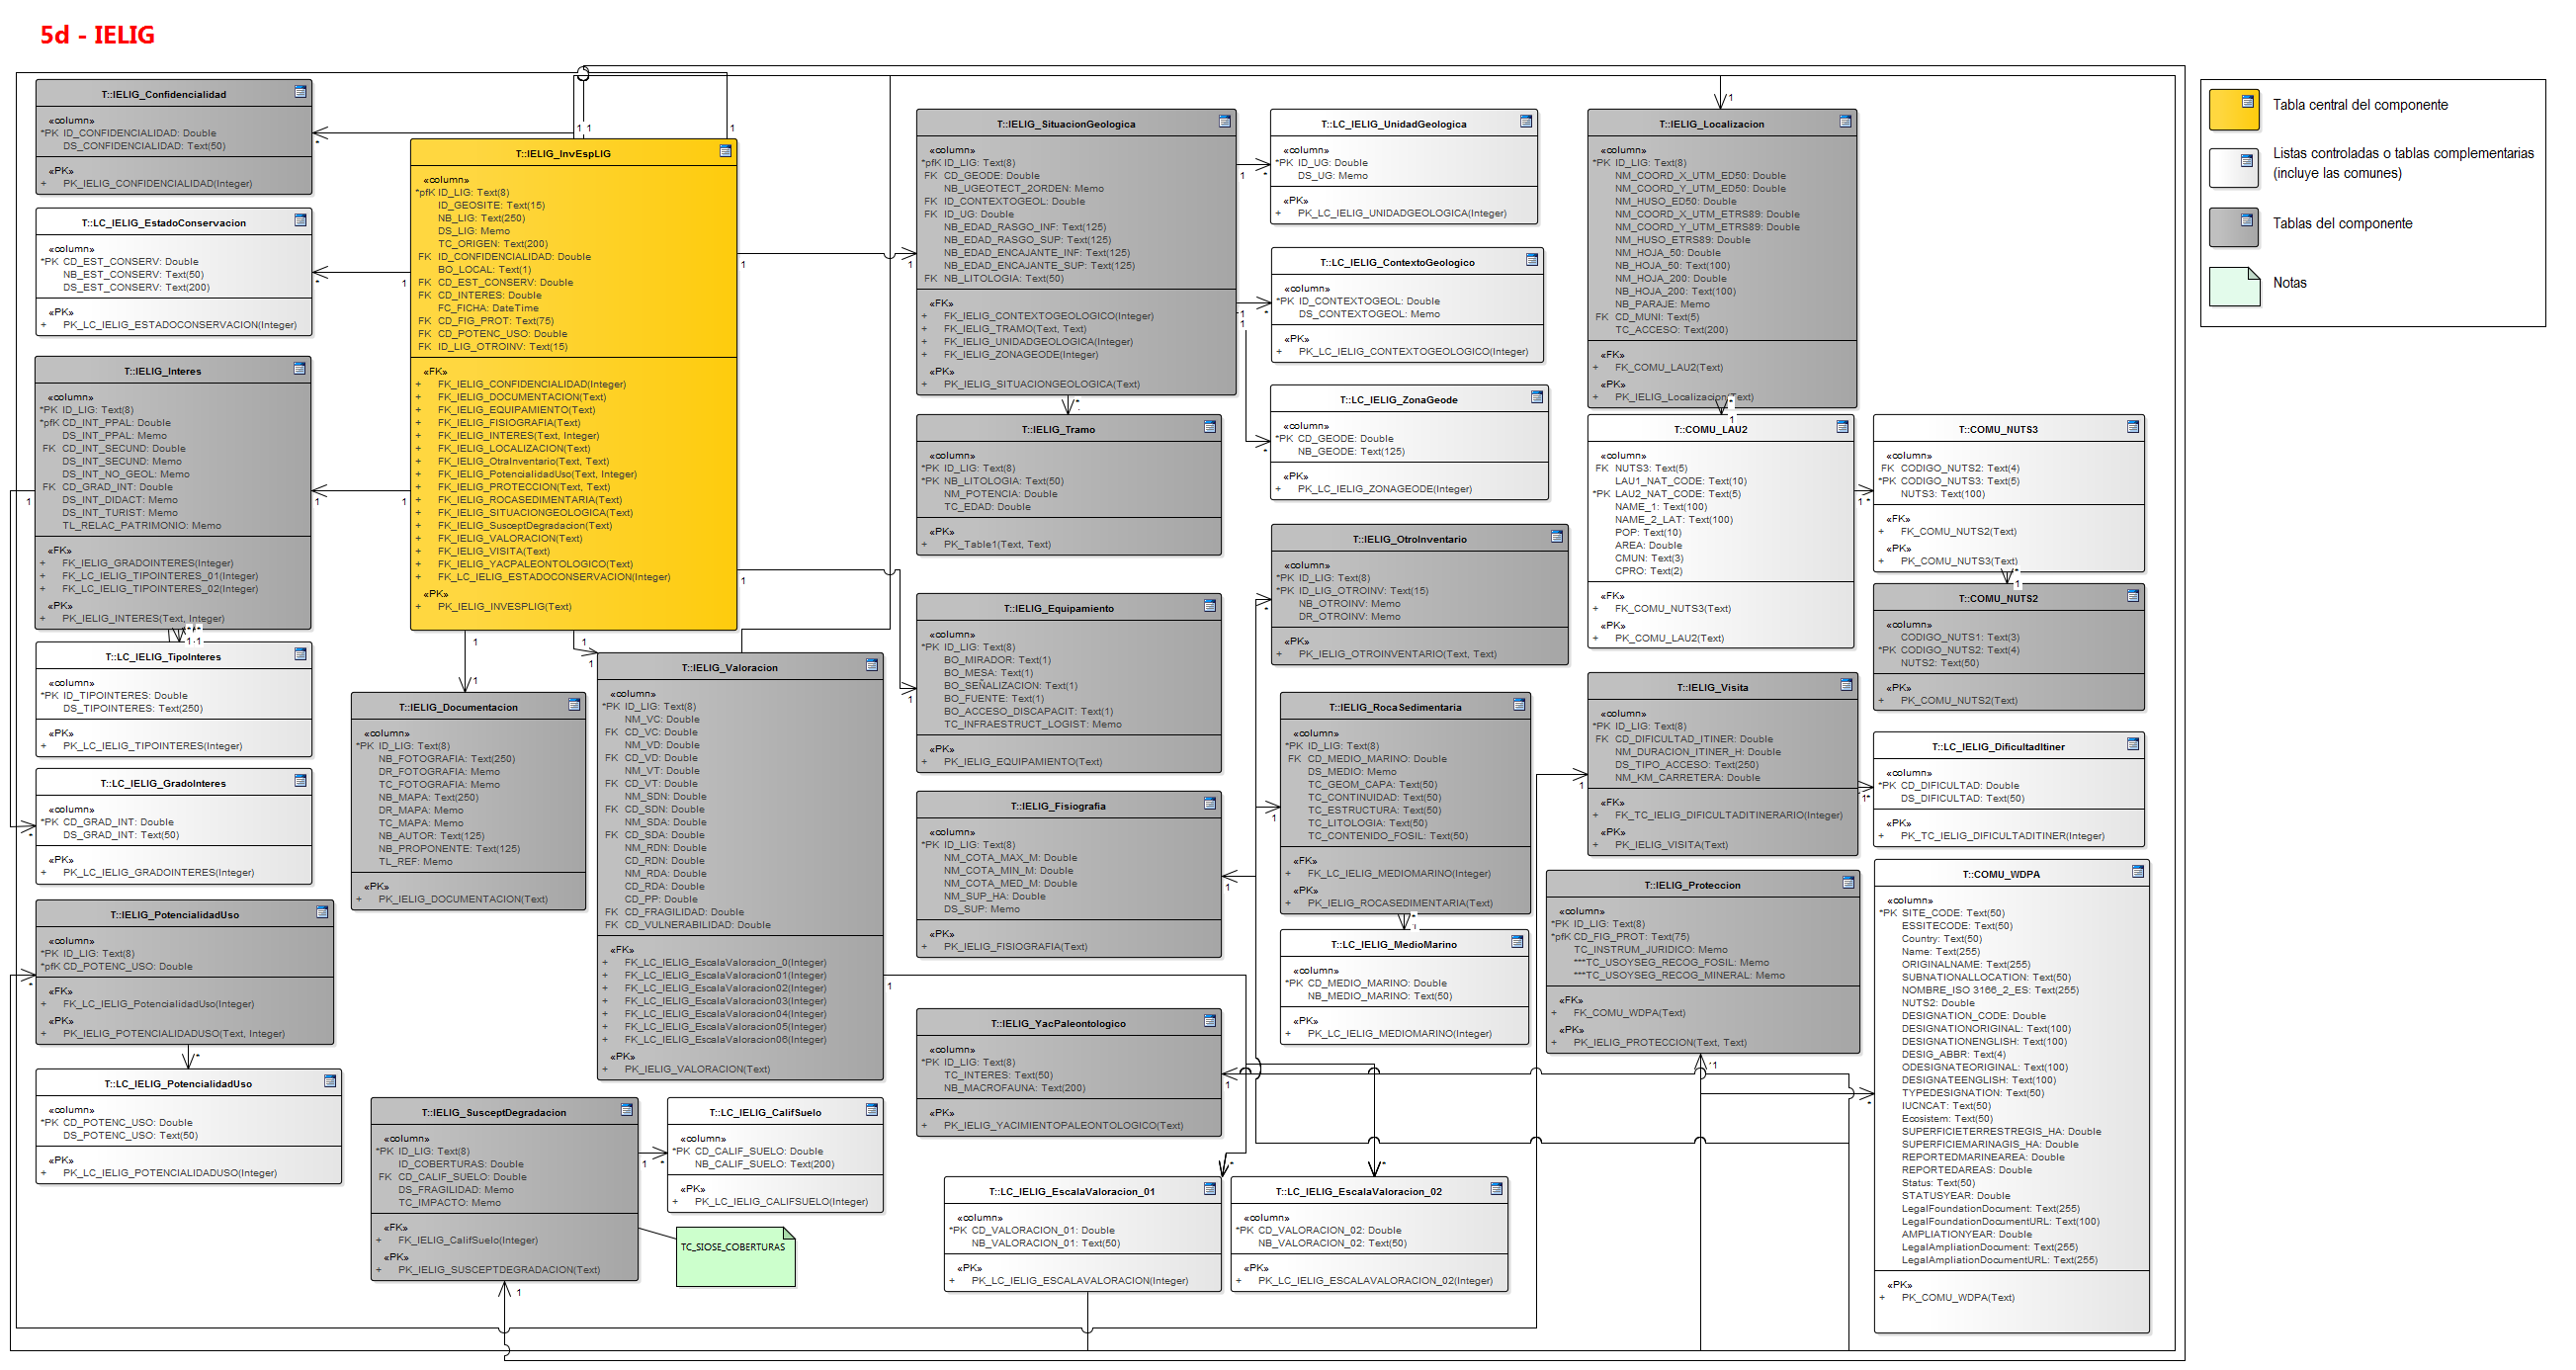 5d - IELIG
T::IELIG_Confidencialidad
«column»
*PK ID_CONFIDENCIALIDAD: Double
DS_CONFIDENCIALIDAD: Text(50)
«PK»
+ PK_IELIG_CONFIDENCIALIDAD(Integer)
T::LC_IELIG_EstadoConservacion
«column»
*PK CD_EST_CONSERV: Double
NB_EST_CONSERV: Text(50)
DS_EST_CONSERV: Text(200)
«PK»
+ PK_LC_IELIG_ESTADOCONSERVACION(Integer)
T::IELIG_Interes
«column»
*PK ID_LIG: Text(8)
*pfK CD_INT_PPAL: Double
DS_INT_PPAL: Memo
FK CD_INT_SECUND: Double
DS_INT_SECUND: Memo
DS_INT_NO_GEOL: Memo
FK CD_GRAD_INT: Double
DS_INT_DIDACT: Memo
DS_INT_TURIST: Memo
TL_RELAC_PATRIMONIO: Memo
«FK»
+ FK_IELIG_GRADOINTERES(Integer)
+ FK_LC_IELIG_TIPOINTERES_01(Integer)
+ FK_LC_IELIG_TIPOINTERES_02(Integer)
«PK»
+ PK_IELIG_INTERES(Text, Integer)
T::LC_IELIG_TipoInteres
«column»
*PK ID_TIPOINTERES: Double
DS_TIPOINTERES: Text(250)
«PK»
+ PK_LC_IELIG_TIPOINTERES(Integer)
T::LC_IELIG_GradoInteres
«column»
*PK CD_GRAD_INT: Double
DS_GRAD_INT: Text(50)
«PK»
+ PK_LC_IELIG_GRADOINTERES(Integer)
T::IELIG_PotencialidadUso
«column»
*PK ID_LIG: Text(8)
*pfK CD_POTENC_USO: Double
«FK»
+ FK_LC_IELIG_PotencialidadUso(Integer)
«PK»
+ PK_IELIG_POTENCIALIDADUSO(Text, Integer)
T::LC_IELIG_PotencialidadUso
«column»
*PK CD_POTENC_USO: Double
DS_POTENC_USO: Text(50)
«PK»
+ PK_LC_IELIG_POTENCIALIDADUSO(Integer)
T::IELIG_InvEspLIG
«column»
*pfK ID_LIG: Text(8)
ID_GEOSITE: Text(15)
NB_LIG: Text(250)
DS_LIG: Memo
TC_ORIGEN: Text(200)
FK ID_CONFIDENCIALIDAD: Double
BO_LOCAL: Text(1)
FK CD_EST_CONSERV: Double
FK CD_INTERES: Double
FC_FICHA: DateTime
FK CD_FIG_PROT: Text(75)
FK CD_POTENC_USO: Double
FK ID_LIG_OTROINV: Text(15)
«FK»
+ FK_IELIG_CONFIDENCIALIDAD(Integer)
+ FK_IELIG_DOCUMENTACION(Text)
+ FK_IELIG_EQUIPAMIENTO(Text)
+ FK_IELIG_FISIOGRAFIA(Text)
+ FK_IELIG_INTERES(Text, Integer)
+ FK_IELIG_LOCALIZACION(Text)
+ FK_IELIG_OtraInventario(Text, Text)
+ FK_IELIG_PotencialidadUso(Text, Integer)
+ FK_IELIG_PROTECCION(Text, Text)
+ FK_IELIG_ROCASEDIMENTARIA(Text)
+ FK_IELIG_SITUACIONGEOLOGICA(Text)
+ FK_IELIG_SusceptDegradacion(Text)
+ FK_IELIG_VALORACION(Text)
+ FK_IELIG_VISITA(Text)
+ FK_IELIG_YACPALEONTOLOGICO(Text)
+ FK_LC_IELIG_ESTADOCONSERVACION(Integer)
«PK»
+ PK_IELIG_INVESPLIG(Text)
T::IELIG_Documentacion
«column»
*PK ID_LIG: Text(8)
NB_FOTOGRAFIA: Text(250)
DR_FOTOGRAFIA: Memo
TC_FOTOGRAFIA: Memo
NB_MAPA: Text(250)
DR_MAPA: Memo
TC_MAPA: Memo
NB_AUTOR: Text(125)
NB_PROPONENTE: Text(125)
TL_REF: Memo
«PK»
+ PK_IELIG_DOCUMENTACION(Text)
T::IELIG_Valoracion
«column»
*PK ID_LIG: Text(8)
NM_VC: Double
FK CD_VC: Double
NM_VD: Double
FK CD_VD: Double
NM_VT: Double
FK CD_VT: Double
NM_SDN: Double
FK CD_SDN: Double
NM_SDA: Double
FK CD_SDA: Double
NM_RDN: Double
CD_RDN: Double
NM_RDA: Double
CD_RDA: Double
CD_PP: Double
FK CD_FRAGILIDAD: Double
FK CD_VULNERABILIDAD: Double
«FK»
+ FK_LC_IELIG_EscalaValoracion_0(Integer)
+ FK_LC_IELIG_EscalaValoracion01(Integer)
+ FK_LC_IELIG_EscalaValoracion02(Integer)
+ FK_LC_IELIG_EscalaValoracion03(Integer)
+ FK_LC_IELIG_EscalaValoracion04(Integer)
+ FK_LC_IELIG_EscalaValoracion05(Integer)
+ FK_LC_IELIG_EscalaValoracion06(Integer)
«PK»
+ PK_IELIG_VALORACION(Text)
T::IELIG_SusceptDegradacion
«column»
*PK ID_LIG: Text(8)
ID_COBERTURAS: Double
FK CD_CALIF_SUELO: Double
DS_FRAGILIDAD: Memo
TC_IMPACTO: Memo
«FK»
+ FK_IELIG_CalifSuelo(Integer)
«PK»
+ PK_IELIG_SUSCEPTDEGRADACION(Text)
T::LC_IELIG_CalifSuelo
«column»
*PK CD_CALIF_SUELO: Double
NB_CALIF_SUELO: Text(200)
«PK»
+ PK_LC_IELIG_CALIFSUELO(Integer)
TC_SIOSE_COBERTURAS
T::IELIG_SituacionGeologica
«column»
*pfK ID_LIG: Text(8)
FK CD_GEODE: Double
NB_UGEOTECT_2ORDEN: Memo
FK ID_CONTEXTOGEOL: Double
FK ID_UG: Double
NB_EDAD_RASGO_INF: Text(125)
NB_EDAD_RASGO_SUP: Text(125)
NB_EDAD_ENCAJANTE_INF: Text(125)
NB_EDAD_ENCAJANTE_SUP: Text(125)
FK NB_LITOLOGIA: Text(50)
«FK»
+ FK_IELIG_CONTEXTOGEOLOGICO(Integer)
+ FK_IELIG_TRAMO(Text, Text)
+ FK_IELIG_UNIDADGEOLOGICA(Integer)
+ FK_IELIG_ZONAGEODE(Integer)
«PK»
+ PK_IELIG_SITUACIONGEOLOGICA(Text)
T::IELIG_Tramo
«column»
*PK ID_LIG: Text(8)
*PK NB_LITOLOGIA: Text(50)
NM_POTENCIA: Double
TC_EDAD: Double
«PK»
+ PK_Table1(Text, Text)
T::IELIG_Equipamiento
«column»
*PK ID_LIG: Text(8)
BO_MIRADOR: Text(1)
BO_MESA: Text(1)
BO_SEÑALIZACION: Text(1)
BO_FUENTE: Text(1)
BO_ACCESO_DISCAPACIT: Text(1)
TC_INFRAESTRUCT_LOGIST: Memo
«PK»
+ PK_IELIG_EQUIPAMIENTO(Text)
T::IELIG_Fisiografia
«column»
*PK ID_LIG: Text(8)
NM_COTA_MAX_M: Double
NM_COTA_MIN_M: Double
NM_COTA_MED_M: Double
NM_SUP_HA: Double
DS_SUP: Memo
«PK»
+ PK_IELIG_FISIOGRAFIA(Text)
T::IELIG_YacPaleontologico
«column»
*PK ID_LIG: Text(8)
TC_INTERES: Text(50)
NB_MACROFAUNA: Text(200)
«PK»
+ PK_IELIG_YACIMIENTOPALEONTOLOGICO(Text)
T::LC_IELIG_EscalaValoracion_01
«column»
*PK CD_VALORACION_01: Double
NB_VALORACION_01: Text(50)
«PK»
+ PK_LC_IELIG_ESCALAVALORACION(Integer)
T::LC_IELIG_EscalaValoracion_02
«column»
*PK CD_VALORACION_02: Double
NB_VALORACION_02: Text(50)
«PK»
+ PK_LC_IELIG_ESCALAVALORACION_02(Integer)
T::LC_IELIG_UnidadGeologica
«column»
*PK ID_UG: Double
DS_UG: Memo
«PK»
+ PK_LC_IELIG_UNIDADGEOLOGICA(Integer)
T::LC_IELIG_ContextoGeologico
«column»
*PK ID_CONTEXTOGEOL: Double
DS_CONTEXTOGEOL: Memo
«PK»
+ PK_LC_IELIG_CONTEXTOGEOLOGICO(Integer)
T::LC_IELIG_ZonaGeode
«column»
*PK CD_GEODE: Double
NB_GEODE: Text(125)
«PK»
+ PK_LC_IELIG_ZONAGEODE(Integer)
T::IELIG_OtroInventario
«column»
*PK ID_LIG: Text(8)
*PK ID_LIG_OTROINV: Text(15)
NB_OTROINV: Memo
DR_OTROINV: Memo
«PK»
+ PK_IELIG_OTROINVENTARIO(Text, Text)
T::IELIG_RocaSedimentaria
«column»
*PK ID_LIG: Text(8)
FK CD_MEDIO_MARINO: Double
DS_MEDIO: Memo
TC_GEOM_CAPA: Text(50)
TC_CONTINUIDAD: Text(50)
TC_ESTRUCTURA: Text(50)
TC_LITOLOGIA: Text(50)
TC_CONTENIDO_FOSIL: Text(50)
«FK»
+ FK_LC_IELIG_MEDIOMARINO(Integer)
«PK»
+ PK_IELIG_ROCASEDIMENTARIA(Text)
T::LC_IELIG_MedioMarino
«column»
*PK CD_MEDIO_MARINO: Double
NB_MEDIO_MARINO: Text(50)
«PK»
+ PK_LC_IELIG_MEDIOMARINO(Integer)
T::IELIG_Localizacion
«column»
*PK ID_LIG: Text(8)
NM_COORD_X_UTM_ED50: Double
NM_COORD_Y_UTM_ED50: Double
NM_HUSO_ED50: Double
NM_COORD_X_UTM_ETRS89: Double
NM_COORD_Y_UTM_ETRS89: Double
NM_HUSO_ETRS89: Double
NM_HOJA_50: Double
NB_HOJA_50: Text(100)
NM_HOJA_200: Double
NB_HOJA_200: Text(100)
NB_PARAJE: Memo
FK CD_MUNI: Text(5)
TC_ACCESO: Text(200)
«FK»
+ FK_COMU_LAU2(Text)
«PK»
+ PK_IELIG_Localizacion(Text)
T::COMU_LAU2
«column»
FK NUTS3: Text(5)
LAU1_NAT_CODE: Text(10)
*PK LAU2_NAT_CODE: Text(5)
NAME_1: Text(100)
NAME_2_LAT: Text(100)
POP: Text(10)
AREA: Double
CMUN: Text(3)
CPRO: Text(2)
«FK»
+ FK_COMU_NUTS3(Text)
«PK»
+ PK_COMU_LAU2(Text)
T::COMU_NUTS3
«column»
FK CODIGO_NUTS2: Text(4)
*PK CODIGO_NUTS3: Text(5)
NUTS3: Text(100)
«FK»
+ FK_COMU_NUTS2(Text)
«PK»
+ PK_COMU_NUTS3(Text)
T::COMU_NUTS2
«column»
CODIGO_NUTS1: Text(3)
*PK CODIGO_NUTS2: Text(4)
NUTS2: Text(50)
«PK»
+ PK_COMU_NUTS2(Text)
T::IELIG_Visita
«column»
*PK ID_LIG: Text(8)
FK CD_DIFICULTAD_ITINER: Double
NM_DURACION_ITINER_H: Double
DS_TIPO_ACCESO: Text(250)
NM_KM_CARRETERA: Double
«FK»
+ FK_TC_IELIG_DIFICULTADITINERARIO(Integer)
«PK»
+ PK_IELIG_VISITA(Text)
T::LC_IELIG_DificultadItiner
«column»
*PK CD_DIFICULTAD: Double
DS_DIFICULTAD: Text(50)
«PK»
+ PK_TC_IELIG_DIFICULTADITINER(Integer)
T::IELIG_Proteccion
«column»
*PK ID_LIG: Text(8)
*pfK CD_FIG_PROT: Text(75)
TC_INSTRUM_JURIDICO: Memo
***TC_USOYSEG_RECOG_FOSIL: Memo
***TC_USOYSEG_RECOG_MINERAL: Memo
«FK»
+ FK_COMU_WDPA(Text)
«PK»
+ PK_IELIG_PROTECCION(Text, Text)
T::COMU_WDPA
«column»
*PK SITE_CODE: Text(50)
ESSITECODE: Text(50)
Country: Text(50)
Name: Text(255)
ORIGINALNAME: Text(255)
SUBNATIONALLOCATION: Text(50)
NOMBRE_ISO 3166_2_ES: Text(255)
NUTS2: Double
DESIGNATION_CODE: Double
DESIGNATIONORIGINAL: Text(100)
DESIGNATIONENGLISH: Text(100)
DESIG_ABBR: Text(4)
ODESIGNATEORIGINAL: Text(100)
DESIGNATEENGLISH: Text(100)
TYPEDESIGNATION: Text(50)
IUCNCAT: Text(50)
Ecosistem: Text(50)
SUPERFICIETERRESTREGIS_HA: Double
SUPERFICIEMARINAGIS_HA: Double
REPORTEDMARINEAREA: Double
REPORTEDAREAS: Double
Status: Text(50)
STATUSYEAR: Double
LegalFoundationDocument: Text(255)
LegalFoundationDocumentURL: Text(100)
AMPLIATIONYEAR: Double
LegalAmpliationDocument: Text(255)
LegalAmpliationDocumentURL: Text(255)
«PK»
+ PK_COMU_WDPA(Text)
Tabla central del componente
Listas controladas o tablas complementarias
(incluye las comunes)
Tablas del componente
Notas